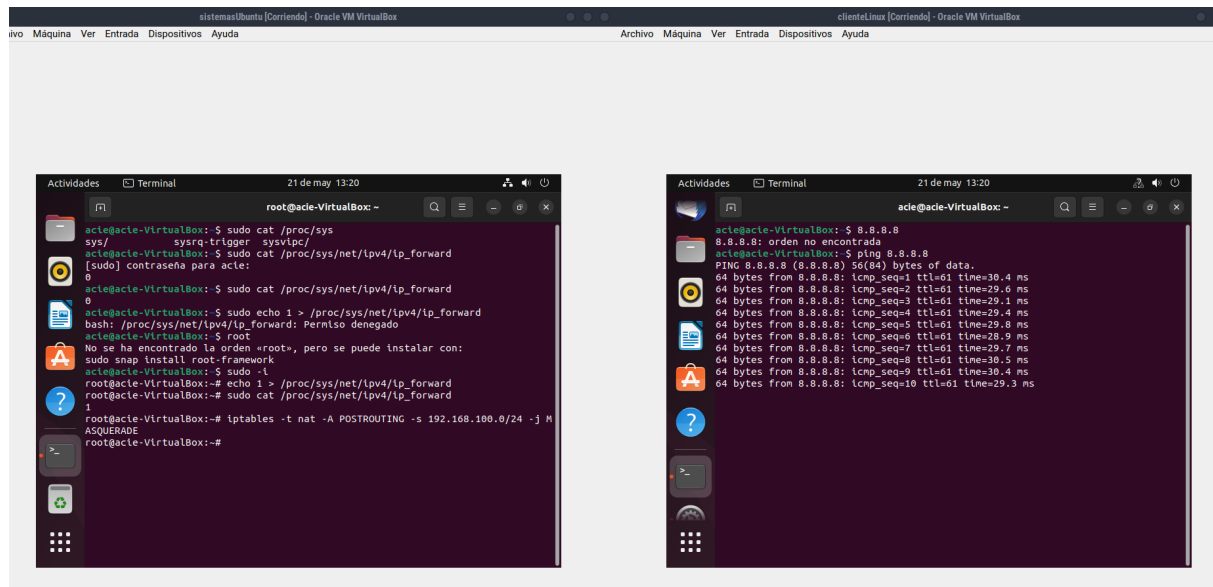 sistemasUbuntu [Corriendo] - Oracle VM VirtualBox
ivo Máquina Ver Entrada Dispositivos Ayuda
Actividades Terminal 21 de may 13:20
root@acie-VirtualBox: ~
acie@acie-VirtualBox:~$ sudo cat /proc/sys
sys/ sysrq-trigger sysvipc/
acie@acie-VirtualBox:~$ sudo cat /proc/sys/net/ipv4/ip_forward
[sudo] contraseña para acie:
0
acie@acie-VirtualBox:~$ sudo cat /proc/sys/net/ipv4/ip_forward
0
acie@acie-VirtualBox:~$ sudo echo 1 > /proc/sys/net/ipv4/ip_forward
bash: /proc/sys/net/ipv4/ip_forward: Permiso denegado
acie@acie-VirtualBox:~$ root
No se ha encontrado la orden «root», pero se puede instalar con:
sudo snap install root-framework
acie@acie-VirtualBox:~$ sudo -i
root@acie-VirtualBox:~# echo 1 > /proc/sys/net/ipv4/ip_forward
root@acie-VirtualBox:~# sudo cat /proc/sys/net/ipv4/ip_forward
1
root@acie-VirtualBox:~# iptables -t nat -A POSTROUTING -s 192.168.100.0/24 -j M
ASQUERADE
root@acie-VirtualBox:~#
clienteLinux [Corriendo] - Oracle VM VirtualBox
Archivo Máquina Ver Entrada Dispositivos Ayuda
Actividades Terminal 21 de may 13:20
acie@acie-VirtualBox: ~
acie@acie-VirtualBox:~$ 8.8.8.8
8.8.8.8: orden no encontrada
acie@acie-VirtualBox:~$ ping 8.8.8.8
PING 8.8.8.8 (8.8.8.8) 56(84) bytes of data.
64 bytes from 8.8.8.8: icmp_seq=1 ttl=61 time=30.4 ms
64 bytes from 8.8.8.8: icmp_seq=2 ttl=61 time=29.6 ms
64 bytes from 8.8.8.8: icmp_seq=3 ttl=61 time=29.1 ms
64 bytes from 8.8.8.8: icmp_seq=4 ttl=61 time=29.4 ms
64 bytes from 8.8.8.8: icmp_seq=5 ttl=61 time=29.8 ms
64 bytes from 8.8.8.8: icmp_seq=6 ttl=61 time=28.9 ms
64 bytes from 8.8.8.8: icmp_seq=7 ttl=61 time=29.7 ms
64 bytes from 8.8.8.8: icmp_seq=8 ttl=61 time=30.5 ms
64 bytes from 8.8.8.8: icmp_seq=9 ttl=61 time=30.4 ms
64 bytes from 8.8.8.8: icmp_seq=10 ttl=61 time=29.3 ms